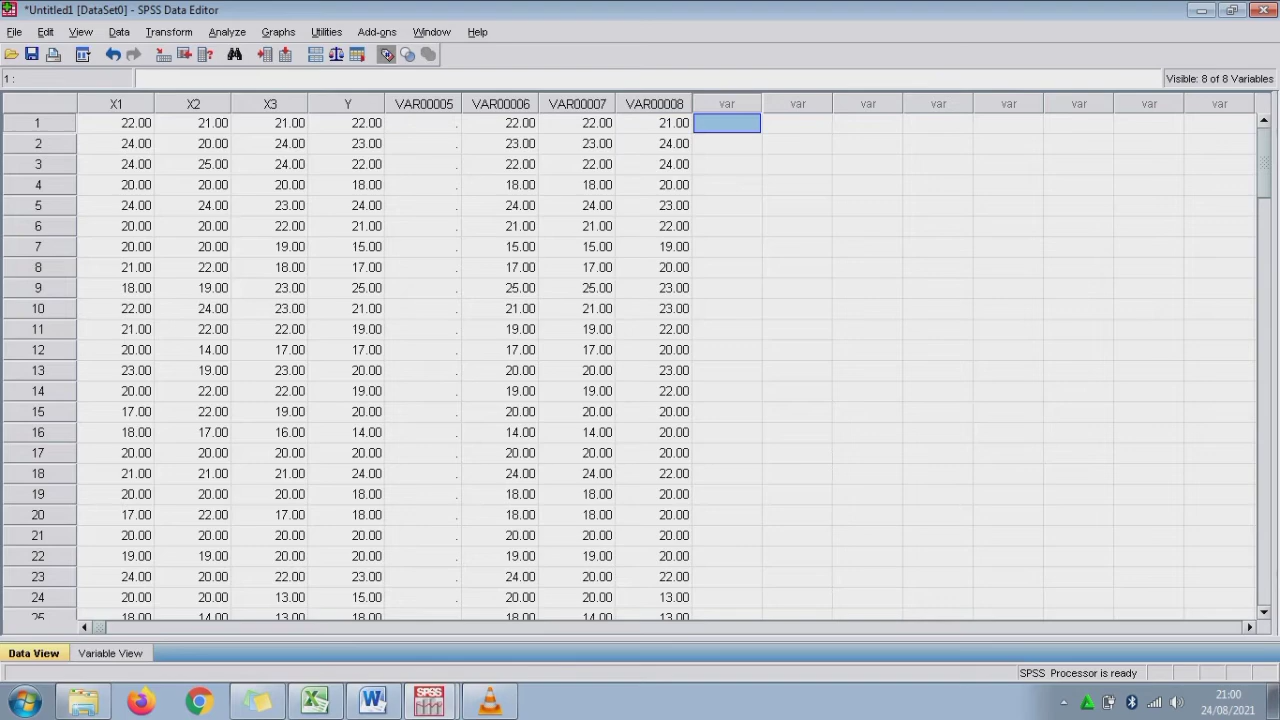 *Untitled1 [DataSet0] - SPSS Data Editor
File Edit View Data Transform Analyze Graphs Utilities Add-ons Window Help
1 : Visible: 8 of 8 Variables
X1 X2 X3 Y VAR00005 VAR00006 VAR00007 VAR00008 var var var var var var var var
1 22.00 21.00 21.00 22.00 . 22.00 22.00 21.00
2 24.00 20.00 24.00 23.00 . 23.00 23.00 24.00
3 24.00 25.00 24.00 22.00 . 22.00 22.00 24.00
4 20.00 20.00 20.00 18.00 . 18.00 18.00 20.00
5 24.00 24.00 23.00 24.00 . 24.00 24.00 23.00
6 20.00 20.00 22.00 21.00 . 21.00 21.00 22.00
7 20.00 20.00 19.00 15.00 . 15.00 15.00 19.00
8 21.00 22.00 18.00 17.00 . 17.00 17.00 20.00
9 18.00 19.00 23.00 25.00 . 25.00 25.00 23.00
10 22.00 24.00 23.00 21.00 . 21.00 21.00 23.00
11 21.00 22.00 22.00 19.00 . 19.00 19.00 22.00
12 20.00 14.00 17.00 17.00 . 17.00 17.00 20.00
13 23.00 19.00 23.00 20.00 . 20.00 20.00 23.00
14 20.00 22.00 22.00 19.00 . 19.00 19.00 22.00
15 17.00 22.00 19.00 20.00 . 20.00 20.00 20.00
16 18.00 17.00 16.00 14.00 . 14.00 14.00 20.00
17 20.00 20.00 20.00 20.00 . 20.00 20.00 20.00
18 21.00 21.00 21.00 24.00 . 24.00 24.00 22.00
19 20.00 20.00 20.00 18.00 . 18.00 18.00 20.00
20 17.00 22.00 17.00 18.00 . 18.00 18.00 20.00
21 20.00 20.00 20.00 20.00 . 20.00 20.00 20.00
22 19.00 19.00 20.00 20.00 . 19.00 19.00 20.00
23 24.00 20.00 22.00 23.00 . 24.00 20.00 22.00
24 20.00 20.00 13.00 15.00 . 20.00 20.00 13.00
25 18.00 14.00 13.00 18.00 18.00 14.00 13.00
Data View Variable View
SPSS Processor is ready
SPSS
21:00
24/08/2021